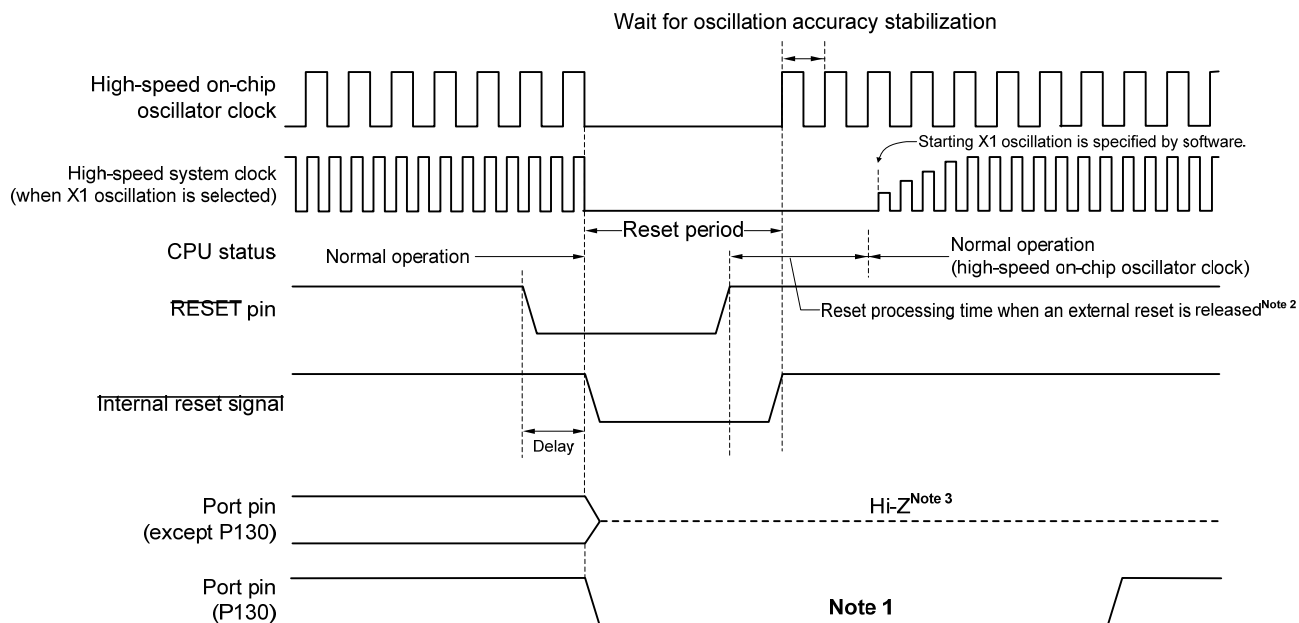 Wait for oscillation accuracy stabilization
High-speed on-chip
oscillator clock
Starting X1 oscillation is specified by software.
High-speed system clock
(when X1 oscillation is selected)
Reset period
CPU status
Normal operation
Normal operation
(high-speed on-chip oscillator clock)
RESET pin
Reset processing time when an external reset is released Note 2
Internal reset signal
Delay
Port pin
(except P130)
Hi-Z Note 3
Port pin
(P130)
Note 1